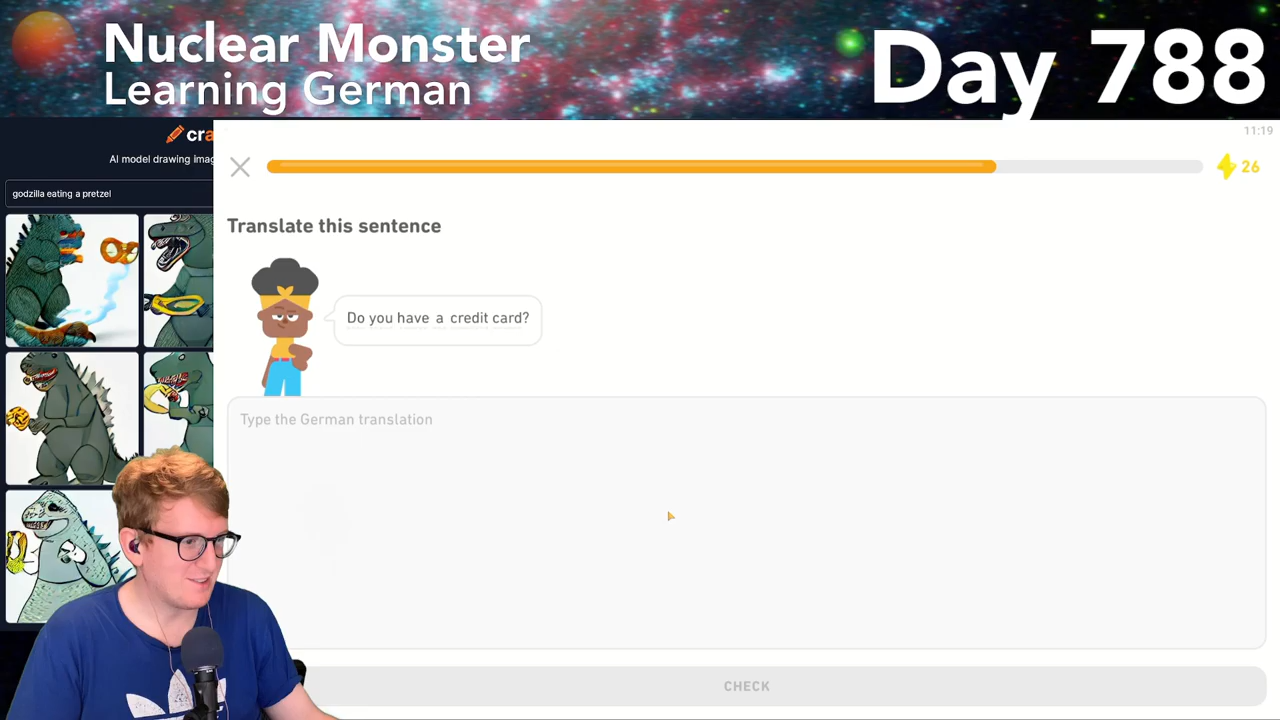 Nuclear Monster
Learning German
Day 788
cra
AI model drawing imag
godzilla eating a pretzel
11:19
26
Translate this sentence
Do you have a credit card?
Type the German translation
CHECK